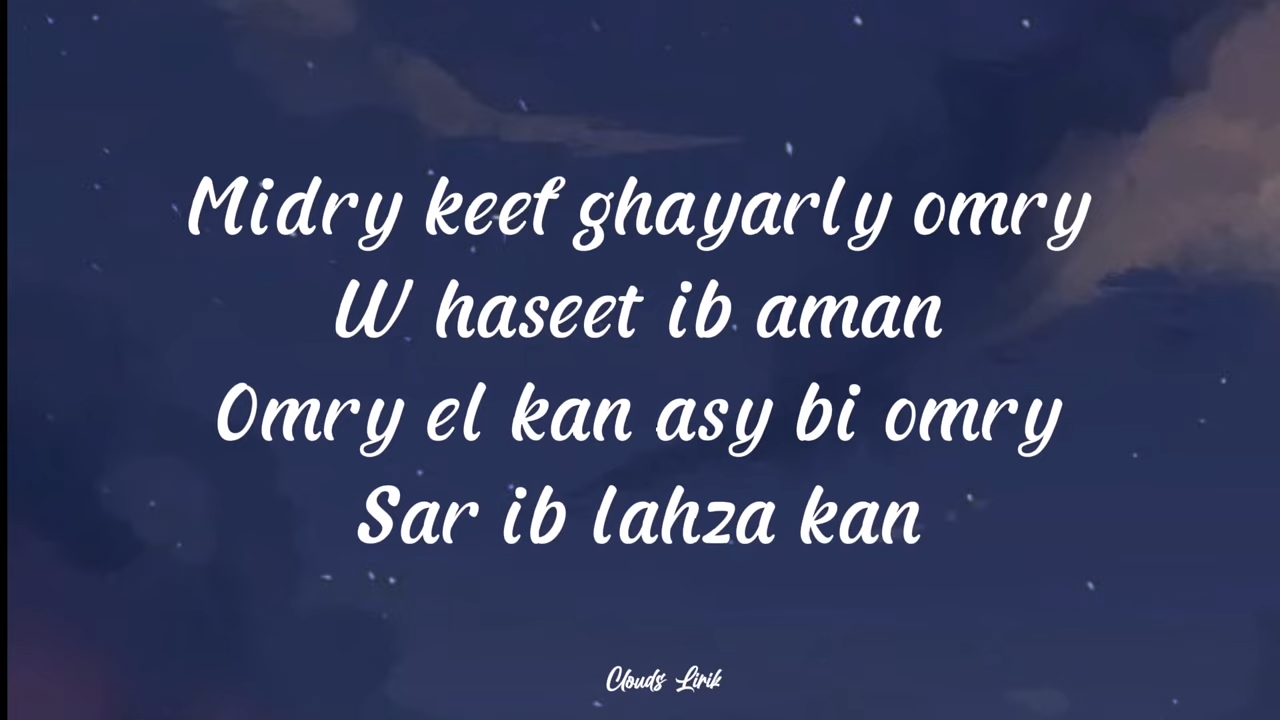 Midry keef ghayarly omry
W haseet ib aman
Omry el kan asy bi omry
Sar ib lahza kan
Clouds Lirik